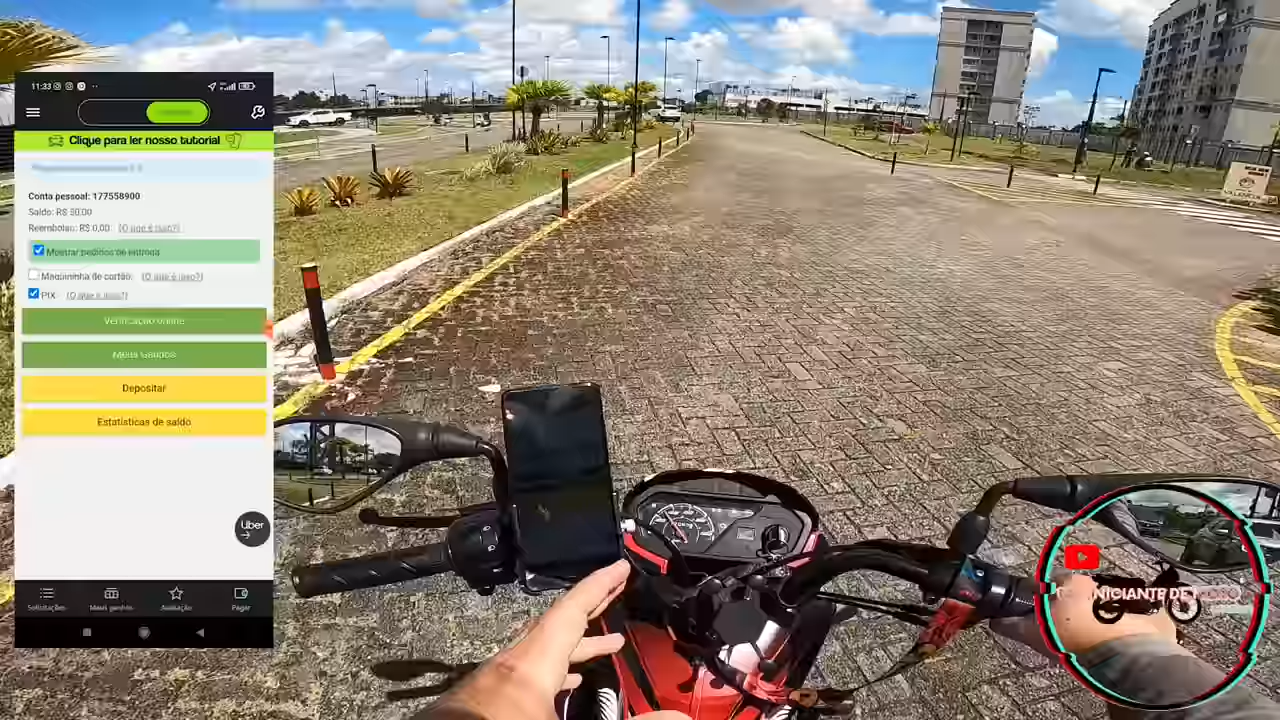 11:33
Clique para ler nosso tutorial
Conta pessoal: 177558900
Saldo: R$ 50.00
Reembolso: R$ 0,00 (O que é isso?)
Mostrar pedidos de entrega
Maquininha de cartão: (O que é isso?)
PIX (O que é isso?)
Verificação online
Meus Ganhos
Depositar
Estatísticas de saldo
Uber
Solicitações Meus ganhos Avaliação Pagar
INICIANTE DE